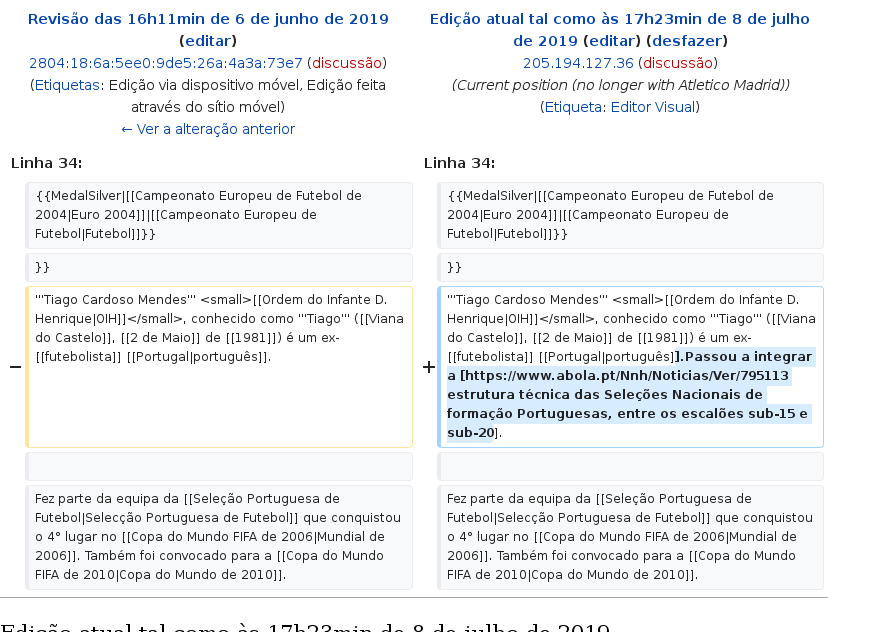 Revisão das 16h11min de 6 de junho de 2019
(editar)
2804:18:6a:5ee0:9de5:26a:4a3a:73e7 (discussão)
(Etiquetas: Edição via dispositivo móvel, Edição feita
através do sítio móvel)
← Ver a alteração anterior
Edição atual tal como às 17h23min de 8 de julho
de 2019 (editar) (desfazer)
205.194.127.36 (discussão)
(Current position (no longer with Atletico Madrid))
(Etiqueta: Editor Visual)
Linha 34:
Linha 34:
{{MedalSilver|[[Campeonato Europeu de Futebol de
2004|Euro 2004]]|[[Campeonato Europeu de
Futebol|Futebol]]}}
{{MedalSilver|[[Campeonato Europeu de Futebol de
2004|Euro 2004]]|[[Campeonato Europeu de
Futebol|Futebol]]}}
}}
}}
−
'''Tiago Cardoso Mendes''' <small>[[Ordem do Infante D.
Henrique|OIH]]</small>, conhecido como '''Tiago''' ([[Viana
do Castelo]], [[2 de Maio]] de [[1981]]) é um ex-
[[futebolista]] [[Portugal|português]].
+
'''Tiago Cardoso Mendes''' <small>[[Ordem do Infante D.
Henrique|OIH]]</small>, conhecido como '''Tiago''' ([[Viana
do Castelo]], [[2 de Maio]] de [[1981]]) é um ex-
[[futebolista]] [[Portugal|português]].Passou a integrar
a [https://www.abola.pt/Nnh/Noticias/Ver/795113
estrutura técnica das Seleções Nacionais de
formação Portuguesas, entre os escalões sub-15 e
sub-20].
Fez parte da equipa da [[Seleção Portuguesa de
Futebol|Selecção Portuguesa de Futebol]] que conquistou
o 4° lugar no [[Copa do Mundo FIFA de 2006|Mundial de
2006]]. Também foi convocado para a [[Copa do Mundo
FIFA de 2010|Copa do Mundo de 2010]].
Fez parte da equipa da [[Seleção Portuguesa de
Futebol|Selecção Portuguesa de Futebol]] que conquistou
o 4° lugar no [[Copa do Mundo FIFA de 2006|Mundial de
2006]]. Também foi convocado para a [[Copa do Mundo
FIFA de 2010|Copa do Mundo de 2010]].
Edição atual tal como às 17h23min de 8 de julho de 2019